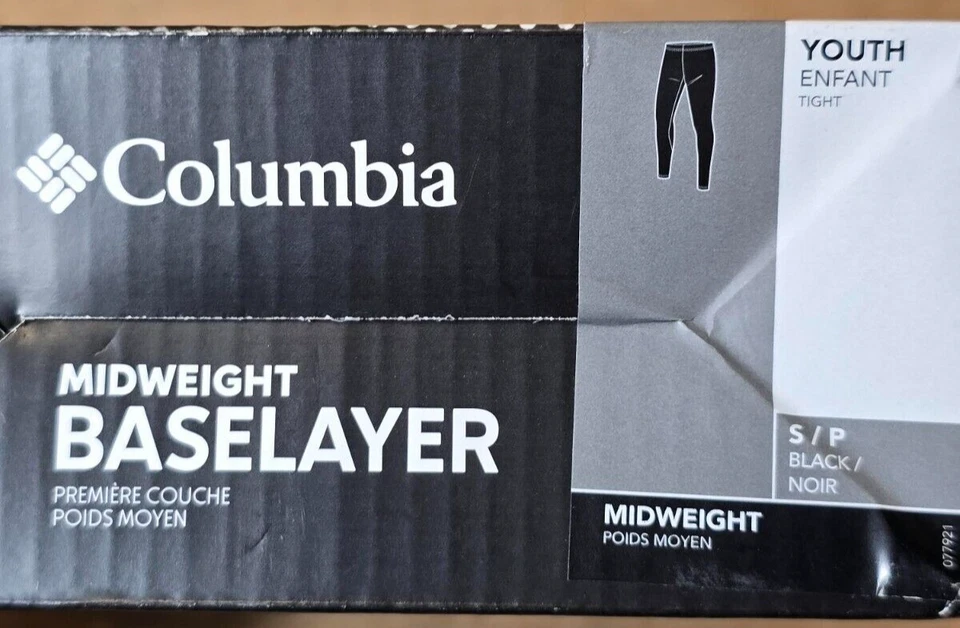 Columbia
MIDWEIGHT
BASELAYER
PREMIÈRE COUCHE
POIDS MOYEN
YOUTH
ENFANT
TIGHT
S / P
BLACK /
NOIR
MIDWEIGHT
POIDS MOYEN
077921